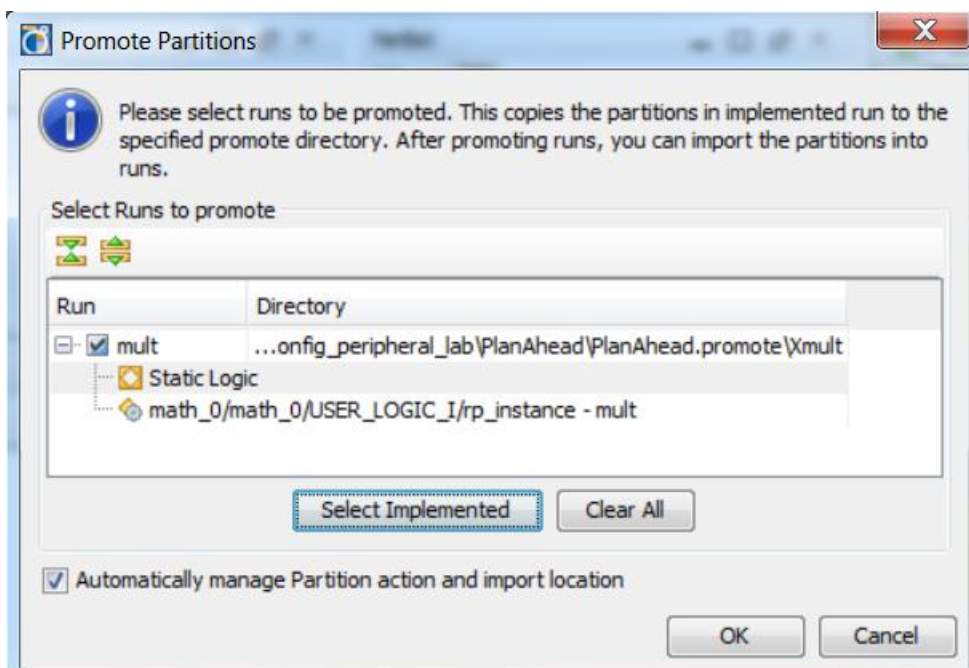 Promote Partitions
Please select runs to be promoted. This copies the partitions in implemented run to the
specified promote directory. After promoting runs, you can import the partitions into
runs.
Select Runs to promote
Run Directory
mult ...onfig_peripheral_lab\PlanAhead\PlanAhead.promote\Xmult
Static Logic
math_0/math_0/USER_LOGIC_I/rp_instance - mult
Select Implemented Clear All
Automatically manage Partition action and import location
OK Cancel